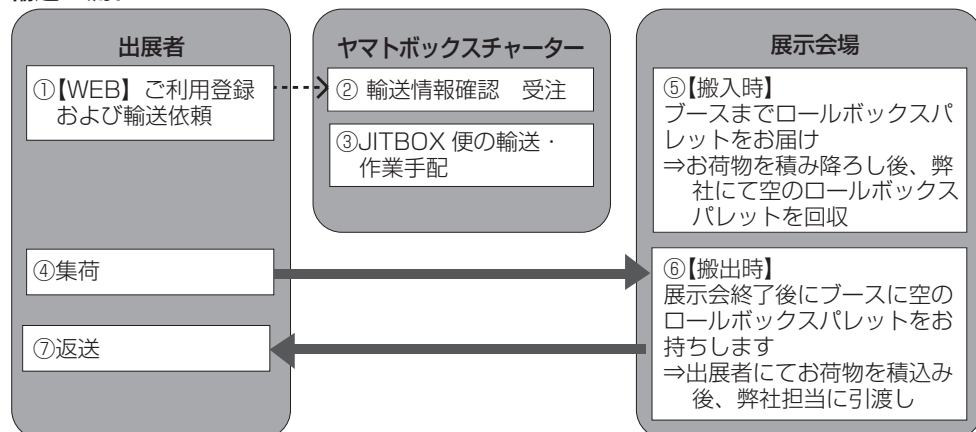 出展者
①【WEB】ご利用登録
および輸送依頼
④集荷
⑦返送
ヤマトボックスチャーター
② 輸送情報確認　受注
③JITBOX 便の輸送・
作業手配
展示会場
⑤【搬入時】
ブースまでロールボックスパ
レットをお届け
⇒お荷物を積み降ろし後、弊
社にて空のロールボックス
パレットを回収
⑥【搬出時】
展示会終了後にブースに空の
ロールボックスパレットをお
持ちします
⇒出展者にてお荷物を積込み
後、弊社担当に引渡し